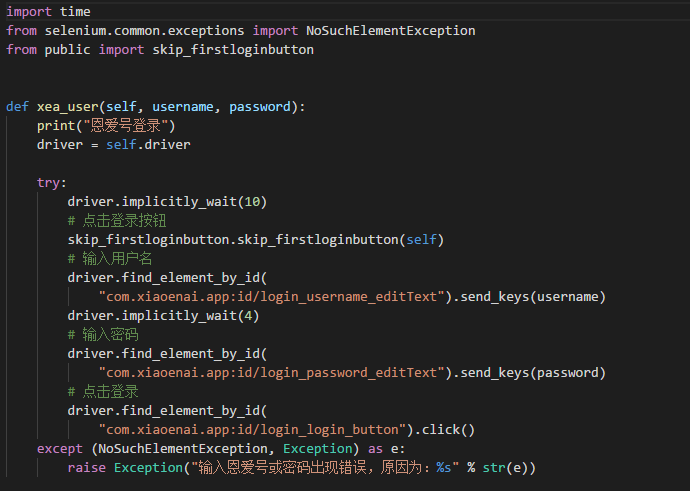 import time
from selenium.common.exceptions import NoSuchElementException
from public import skip_firstloginbutton
def xea_user(self, username, password):
    print("恩爱号登录")
    driver = self.driver
    try:
        driver.implicitly_wait(10)
        # 点击登录按钮
        skip_firstloginbutton.skip_firstloginbutton(self)
        # 输入用户名
        driver.find_element_by_id(
            "com.xiaoenai.app:id/login_username_editText").send_keys(username)
        driver.implicitly_wait(4)
        # 输入密码
        driver.find_element_by_id(
            "com.xiaoenai.app:id/login_password_editText").send_keys(password)
        # 点击登录
        driver.find_element_by_id(
            "com.xiaoenai.app:id/login_login_button").click()
    except (NoSuchElementException, Exception) as e:
        raise Exception("输入恩爱号或密码出现错误，原因为：%s" % str(e))